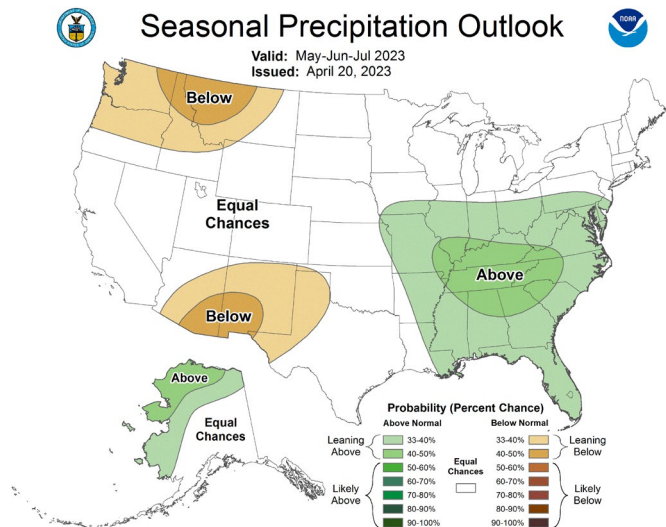 Seasonal Precipitation Outlook
NOAA
Valid: May-Jun-Jul 2023
Issued: April 20, 2023
Below
Equal
Chances
Above
Below
Above
Equal
Chances
Probability (Percent Chance)
Above Normal
Below Normal
Leaning
Above
33-40%
40-50%
Likely
Above
50-60%
60-70%
70-80%
80-90%
90-100%
Equal
Chances
33-40%
40-50%
Leaning
Below
50-60%
60-70%
70-80%
80-90%
90-100%
Likely
Below